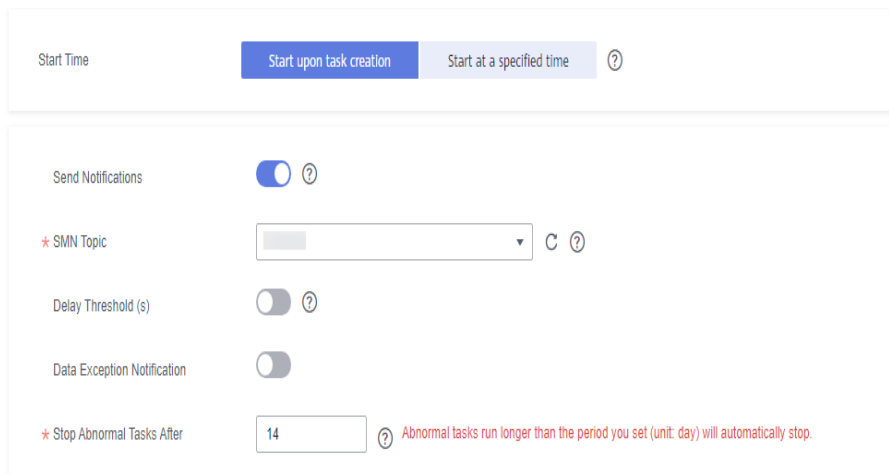 Start Time Start upon task creation Start at a specified time ?
Send Notifications ?
* SMN Topic ?
Delay Threshold (s) ?
Data Exception Notification
* Stop Abnormal Tasks After 14 ? Abnormal tasks run longer than the period you set (unit: day) will automatically stop.